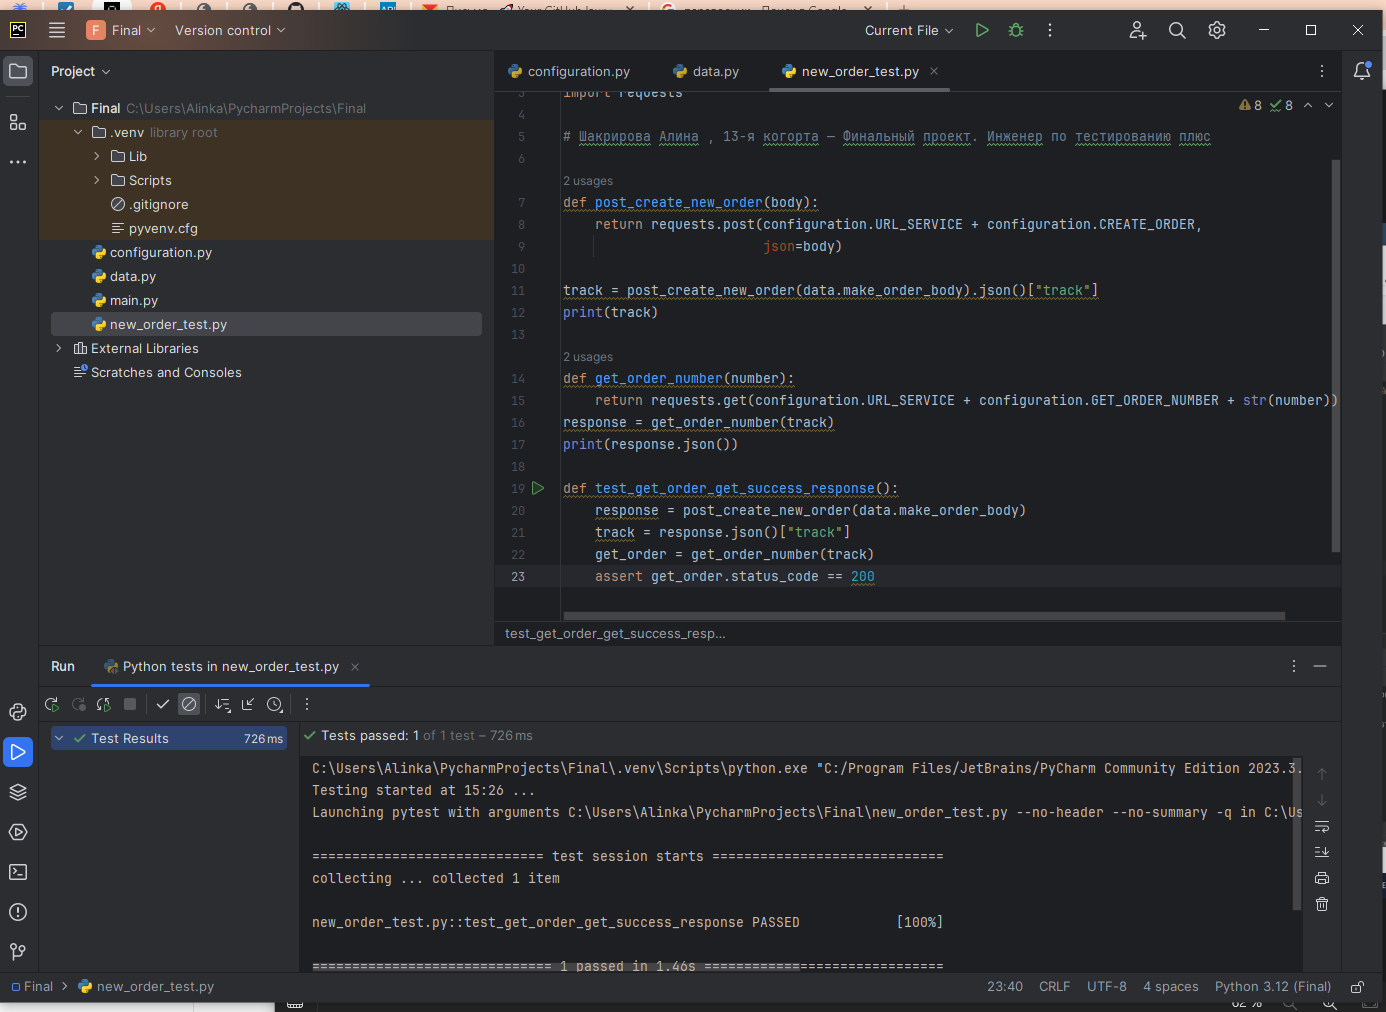 F Final Version control Current File
Project
configuration.py data.py new_order_test.py
Final C:\Users\Alinka\PycharmProjects\Final
.venv library root
Lib
Scripts
.gitignore
pyvenv.cfg
configuration.py
data.py
main.py
new_order_test.py
External Libraries
Scratches and Consoles
8 8
3 import requests
4
5 # Шакрирова Алина , 13-я когорта — Финальный проект. Инженер по тестированию плюс
6
2 usages
7 def post_create_new_order(body):
8 return requests.post(configuration.URL_SERVICE + configuration.CREATE_ORDER,
9 json=body)
10
11 track = post_create_new_order(data.make_order_body).json()["track"]
12 print(track)
13
2 usages
14 def get_order_number(number):
15 return requests.get(configuration.URL_SERVICE + configuration.GET_ORDER_NUMBER + str(number))
16 response = get_order_number(track)
17 print(response.json())
18
19 def test_get_order_get_success_response():
20 response = post_create_new_order(data.make_order_body)
21 track = response.json()["track"]
22 get_order = get_order_number(track)
23 assert get_order.status_code == 200
test_get_order_get_success_resp...
Run Python tests in new_order_test.py
Test Results 726 ms
Tests passed: 1 of 1 test – 726 ms
C:\Users\Alinka\PycharmProjects\Final\.venv\Scripts\python.exe "C:/Program Files/JetBrains/PyCharm Community Edition 2023.3.
Testing started at 15:26 ...
Launching pytest with arguments C:\Users\Alinka\PycharmProjects\Final\new_order_test.py --no-header --no-summary -q in C:\Us
============================= test session starts =============================
collecting ... collected 1 item
new_order_test.py::test_get_order_get_success_response PASSED [100%]
============================== 1 passed in 1.46s ==============================
Final > new_order_test.py 23:40 CRLF UTF-8 4 spaces Python 3.12 (Final)
62 %